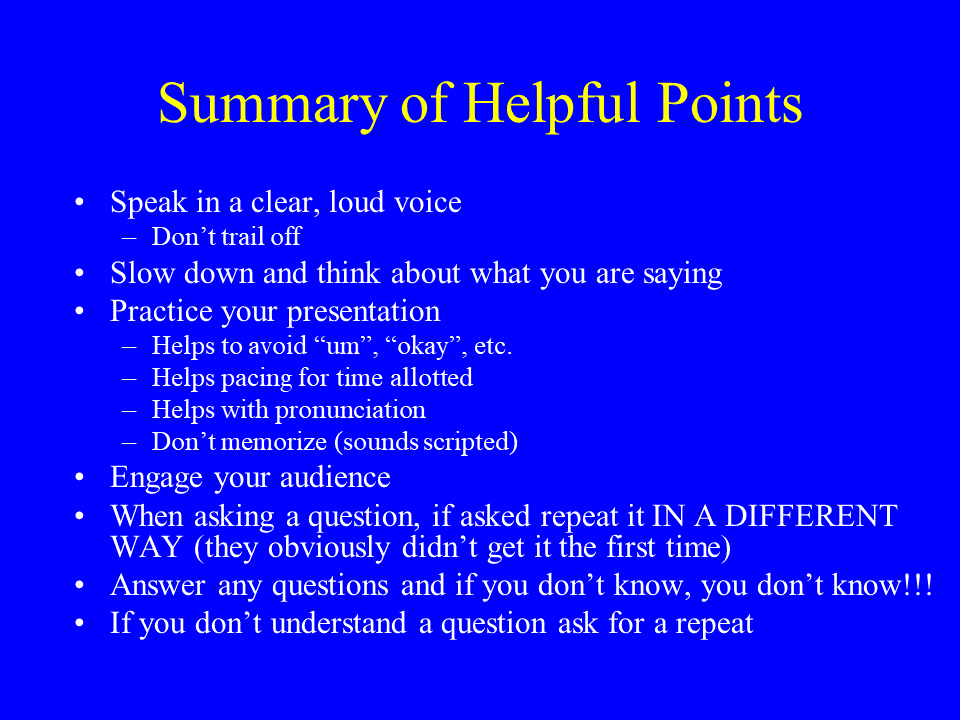 Summary of Helpful Points
• Speak in a clear, loud voice
– Don’t trail off
• Slow down and think about what you are saying
• Practice your presentation
– Helps to avoid “um”, “okay”, etc.
– Helps pacing for time allotted
– Helps with pronunciation
– Don’t memorize (sounds scripted)
• Engage your audience
• When asking a question, if asked repeat it IN A DIFFERENT
WAY (they obviously didn’t get it the first time)
• Answer any questions and if you don’t know, you don’t know!!!
• If you don’t understand a question ask for a repeat